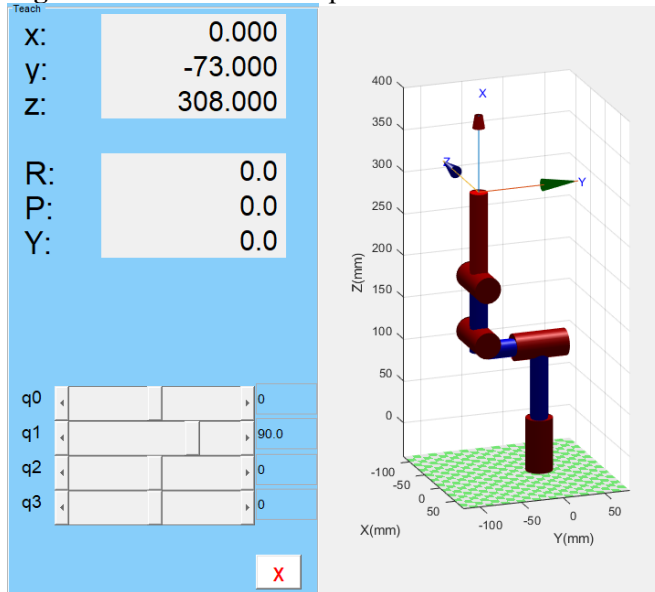 Teach
x: 0.000
y: -73.000
z: 308.000
R: 0.0
P: 0.0
Y: 0.0
q0 0
q1 90.0
q2 0
q3 0
X
400
350
300
250
200
150
100
50
0
Z(mm)
X
Z
Y
-100
-50
0
50
X(mm)
-100
-50
0
50
Y(mm)